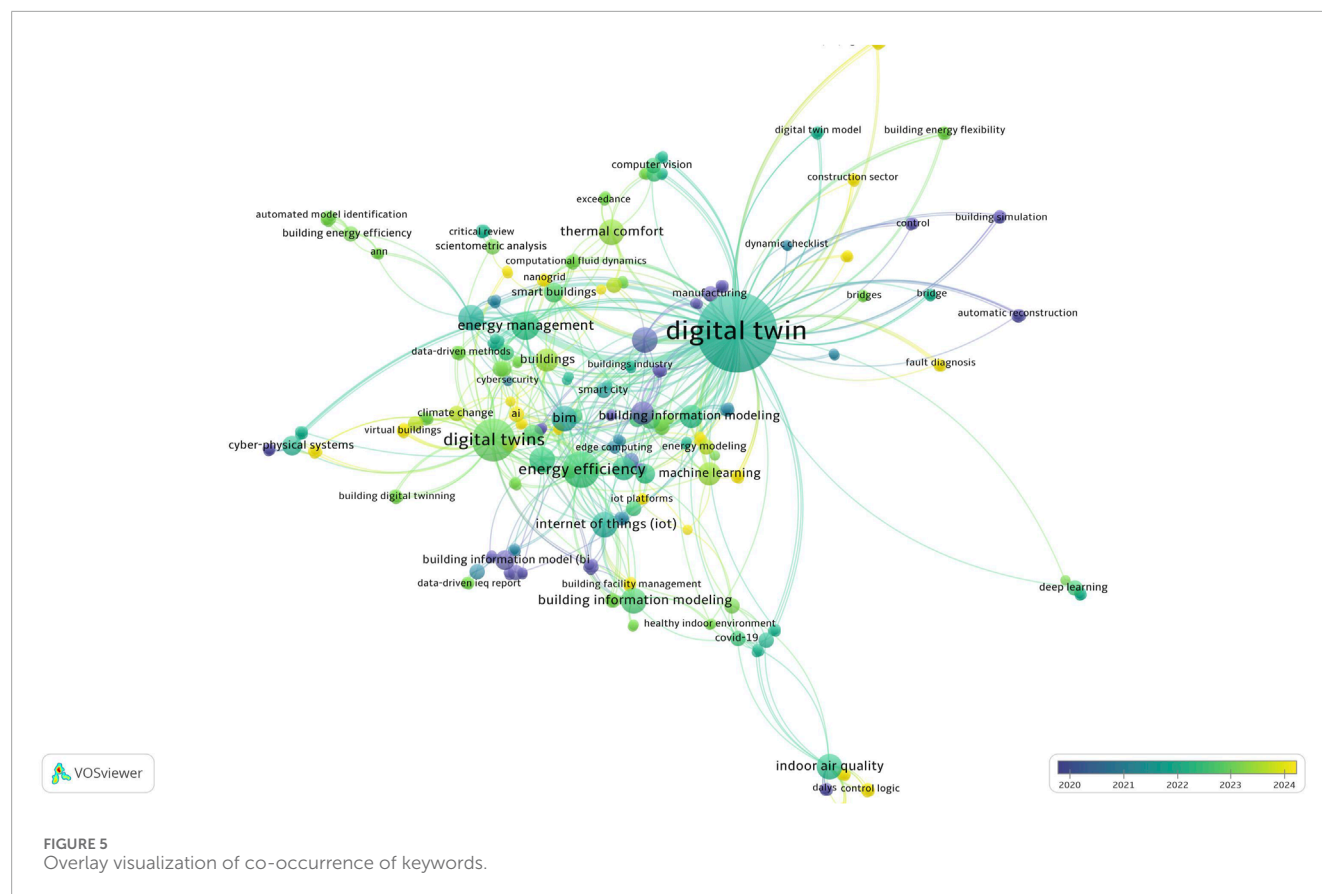 digital twin model
building energy flexibility
computer vision
construction sector
exceedance
automated model identification
building simulation
control
critical review
thermal comfort
building energy efficiency
scientometric analysis
dynamic checklist
ann
computational fluid dynamics
nanogrid
smart buildings
manufacturing
bridges
bridge
automatic reconstruction
energy management
digital twin
data-driven methods
buildings
buildings industry
fault diagnosis
cybersecurity
smart city
climate change
ai
bim
building information modeling
virtual buildings
cyber-physical systems
digital twins
edge computing
energy modeling
energy efficiency
machine learning
building digital twinning
iot platforms
internet of things (iot)
building information model (bi
data-driven ieq report
building facility management
deep learning
building information modeling
healthy indoor environment
covid-19
indoor air quality
dalys
control logic
VOSviewer
2020 2021 2022 2023 2024
FIGURE 5
Overlay visualization of co-occurrence of keywords.